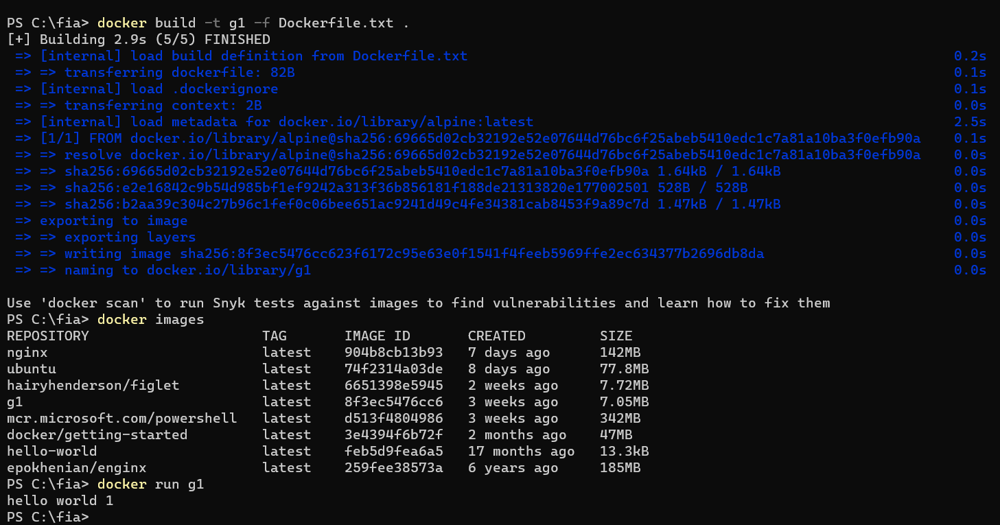 PS C:\fia> docker build -t g1 -f Dockerfile.txt .
[+] Building 2.9s (5/5) FINISHED
=> [internal] load build definition from Dockerfile.txt 0.2s
=> => transferring dockerfile: 82B 0.1s
=> [internal] load .dockerignore 0.1s
=> => transferring context: 2B 0.0s
=> [internal] load metadata for docker.io/library/alpine:latest 2.5s
=> [1/1] FROM docker.io/library/alpine@sha256:69665d02cb32192e52e07644d76bc6f25abeb5410edc1c7a81a10ba3f0efb90a 0.1s
=> => resolve docker.io/library/alpine@sha256:69665d02cb32192e52e07644d76bc6f25abeb5410edc1c7a81a10ba3f0efb90a 0.0s
=> => sha256:69665d02cb32192e52e07644d76bc6f25abeb5410edc1c7a81a10ba3f0efb90a 1.64kB / 1.64kB 0.0s
=> => sha256:e2e16842c9b54d985bf1ef9242a313f36b856181f188de21313820e177002501 528B / 528B 0.0s
=> => sha256:b2aa39c304c27b96c1fef0c06bee651ac9241d49c4fe34381cab8453f9a89c7d 1.47kB / 1.47kB 0.0s
=> exporting to image 0.0s
=> => exporting layers 0.0s
=> => writing image sha256:8f3ec5476cc623f6172c95e63e0f1541f4feeb5969ffe2ec634377b2696db8da 0.0s
=> => naming to docker.io/library/g1 0.0s
Use 'docker scan' to run Snyk tests against images to find vulnerabilities and learn how to fix them
PS C:\fia> docker images
REPOSITORY TAG IMAGE ID CREATED SIZE
nginx latest 904b8cb13b93 7 days ago 142MB
ubuntu latest 74f2314a03de 8 days ago 77.8MB
hairyhenderson/figlet latest 6651398e5945 2 weeks ago 7.72MB
g1 latest 8f3ec5476cc6 3 weeks ago 7.05MB
mcr.microsoft.com/powershell latest d513f4804986 3 weeks ago 342MB
docker/getting-started latest 3e4394f6b72f 2 months ago 47MB
hello-world latest feb5d9fea6a5 17 months ago 13.3kB
epokhenian/enginx latest 259fee38573a 6 years ago 185MB
PS C:\fia> docker run g1
hello world 1
PS C:\fia>